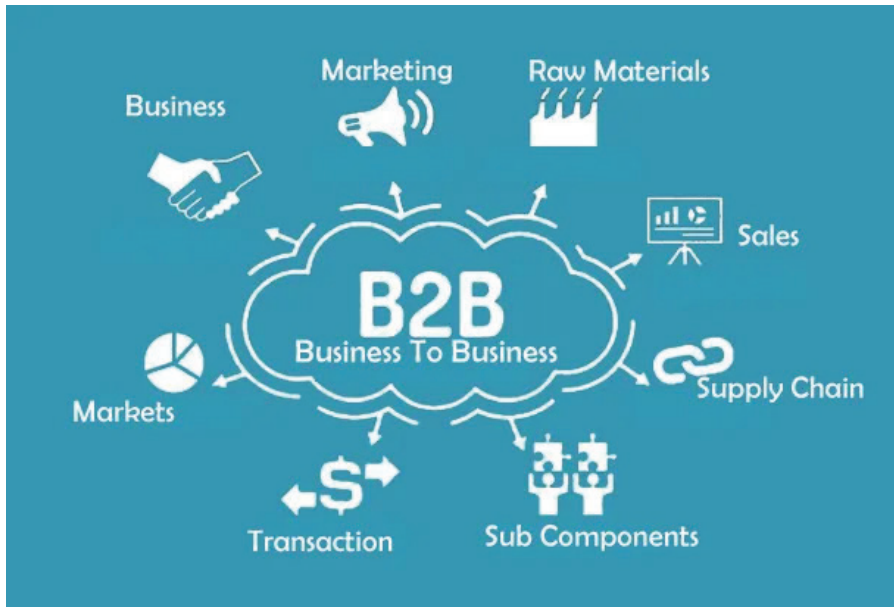 Marketing
Raw Materials
Business
Sales
B2B
Business To Business
Supply Chain
Markets
$
Sub Components
Transaction